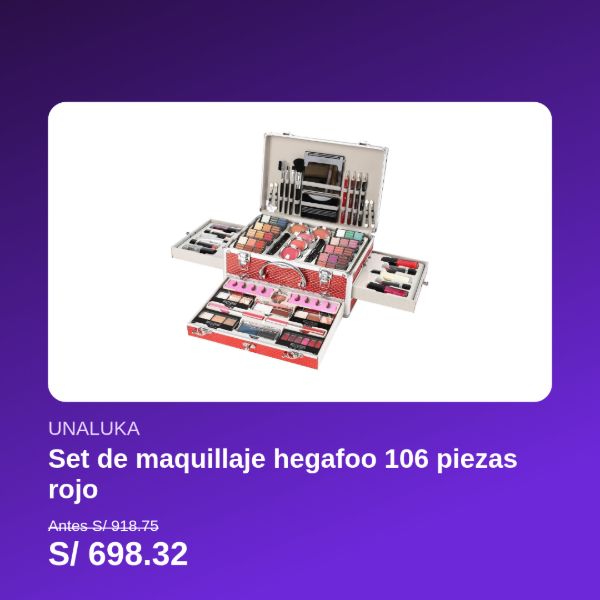 UNALUKA
Set de maquillaje hegafoo 106 piezas
rojo
Antes S/ 918.75
S/ 698.32